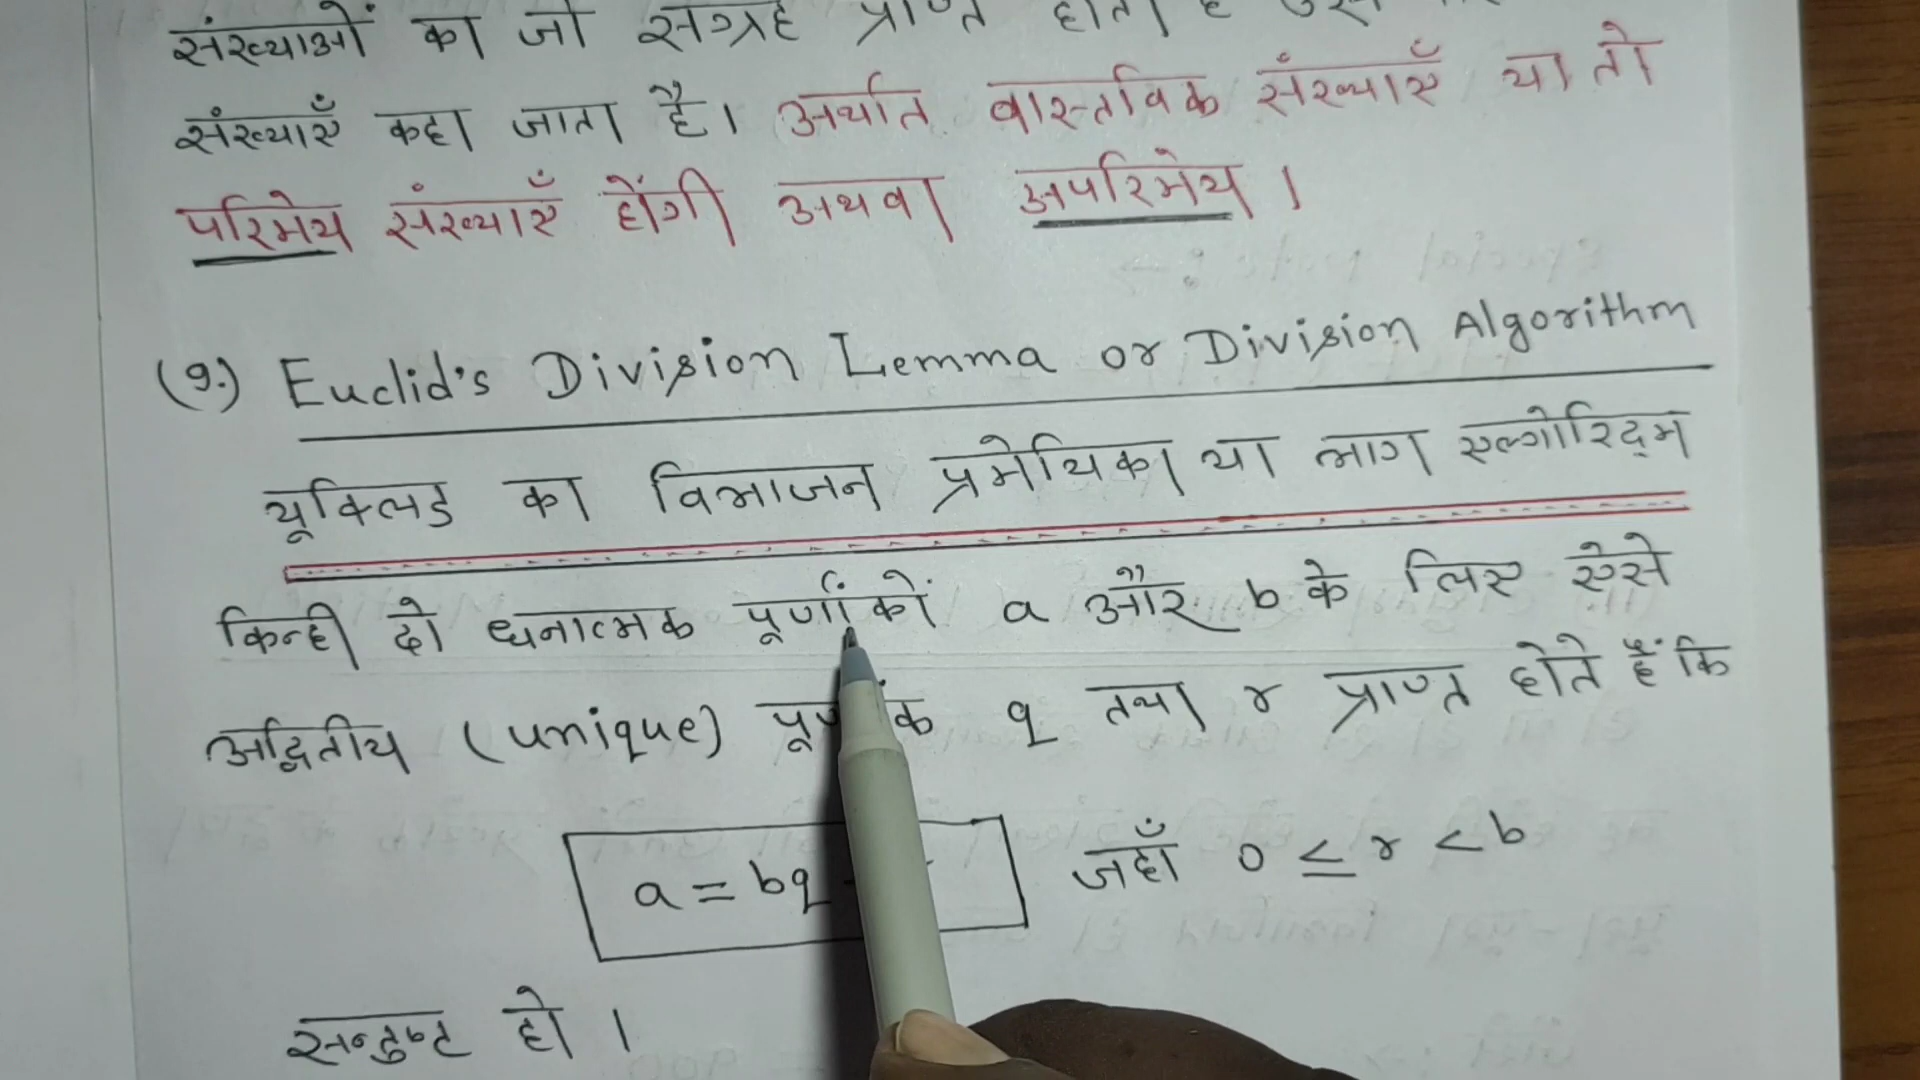 संख्याओं का जो संग्रह प्राप्त होता है
संख्याएँ कहा जाता है। अर्थात वास्तविक संख्याएँ या तो
परिमेय संख्याएँ होंगी अथवा अपरिमेय।
(9.) Euclid's Division Lemma or Division Algorithm
यूक्लिड का विभाजन प्रमेयिका या भाग एल्गोरिद्म
किन्ही दो धनात्मक पूर्णांकों a और b के लिए ऐसे
अद्वितीय (unique) q तथा r प्राप्त होते हैं कि
a = bq जहाँ 0 ≤ r < b
सन्तुष्ट हो।